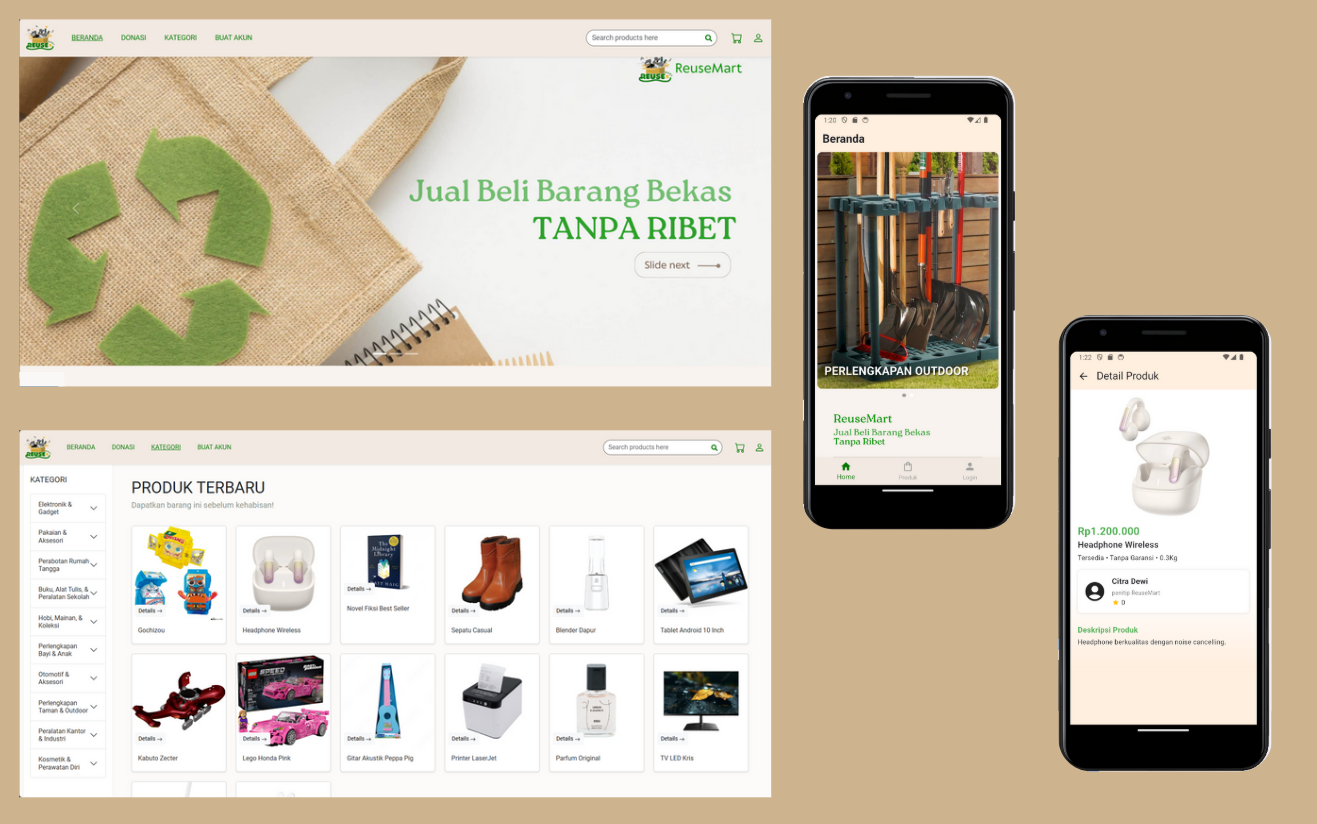 REUSE
BERANDA
DONASI
KATEGORI
BUAT AKUN
Search products here
REUSE
ReuseMart
Jual Beli Barang Bekas
TANPA RIBET
Slide next
REUSE
BERANDA
DONASI
KATEGORI
BUAT AKUN
Search products here
KATEGORI
Elektronik &
Gadget
Pakaian &
Aksesori
Perabotan Rumah
Tangga
Buku, Alat Tulis, &
Peralatan Sekolah
Hobi, Mainan, &
Koleksi
Perlengkapan
Bayi & Anak
Otomotif &
Aksesori
Perlengkapan
Taman & Outdoor
Peralatan Kantor
& Industri
Kosmetik &
Perawatan Diri
PRODUK TERBARU
Dapatkan barang ini sebelum kehabisan!
Details →
Gochizou
Details →
Headphone Wireless
The
Midnight
Library
Details →
Novel Fiksi Best Seller
Details →
Sepatu Casual
Details →
Blender Dapur
Details →
Tablet Android 10 Inch
Details →
Kabuto Zecter
SPEED
Details →
Lego Honda Pink
Details →
Gitar Akustik Peppa Pig
Details →
Printer LaserJet
Details →
Parfum Original
Details →
TV LED Kris
1:20
Beranda
PERLENGKAPAN OUTDOOR
ReuseMart
Jual Beli Barang Bekas
Tanpa Ribet
Home
Produk
Login
1:22
Detail Produk
Rp1.200.000
Headphone Wireless
Tersedia • Tanpa Garansi • 0.3Kg
Citra Dewi
penitip ReuseMart
0
Deskripsi Produk
Headphone berkualitas dengan noise cancelling.